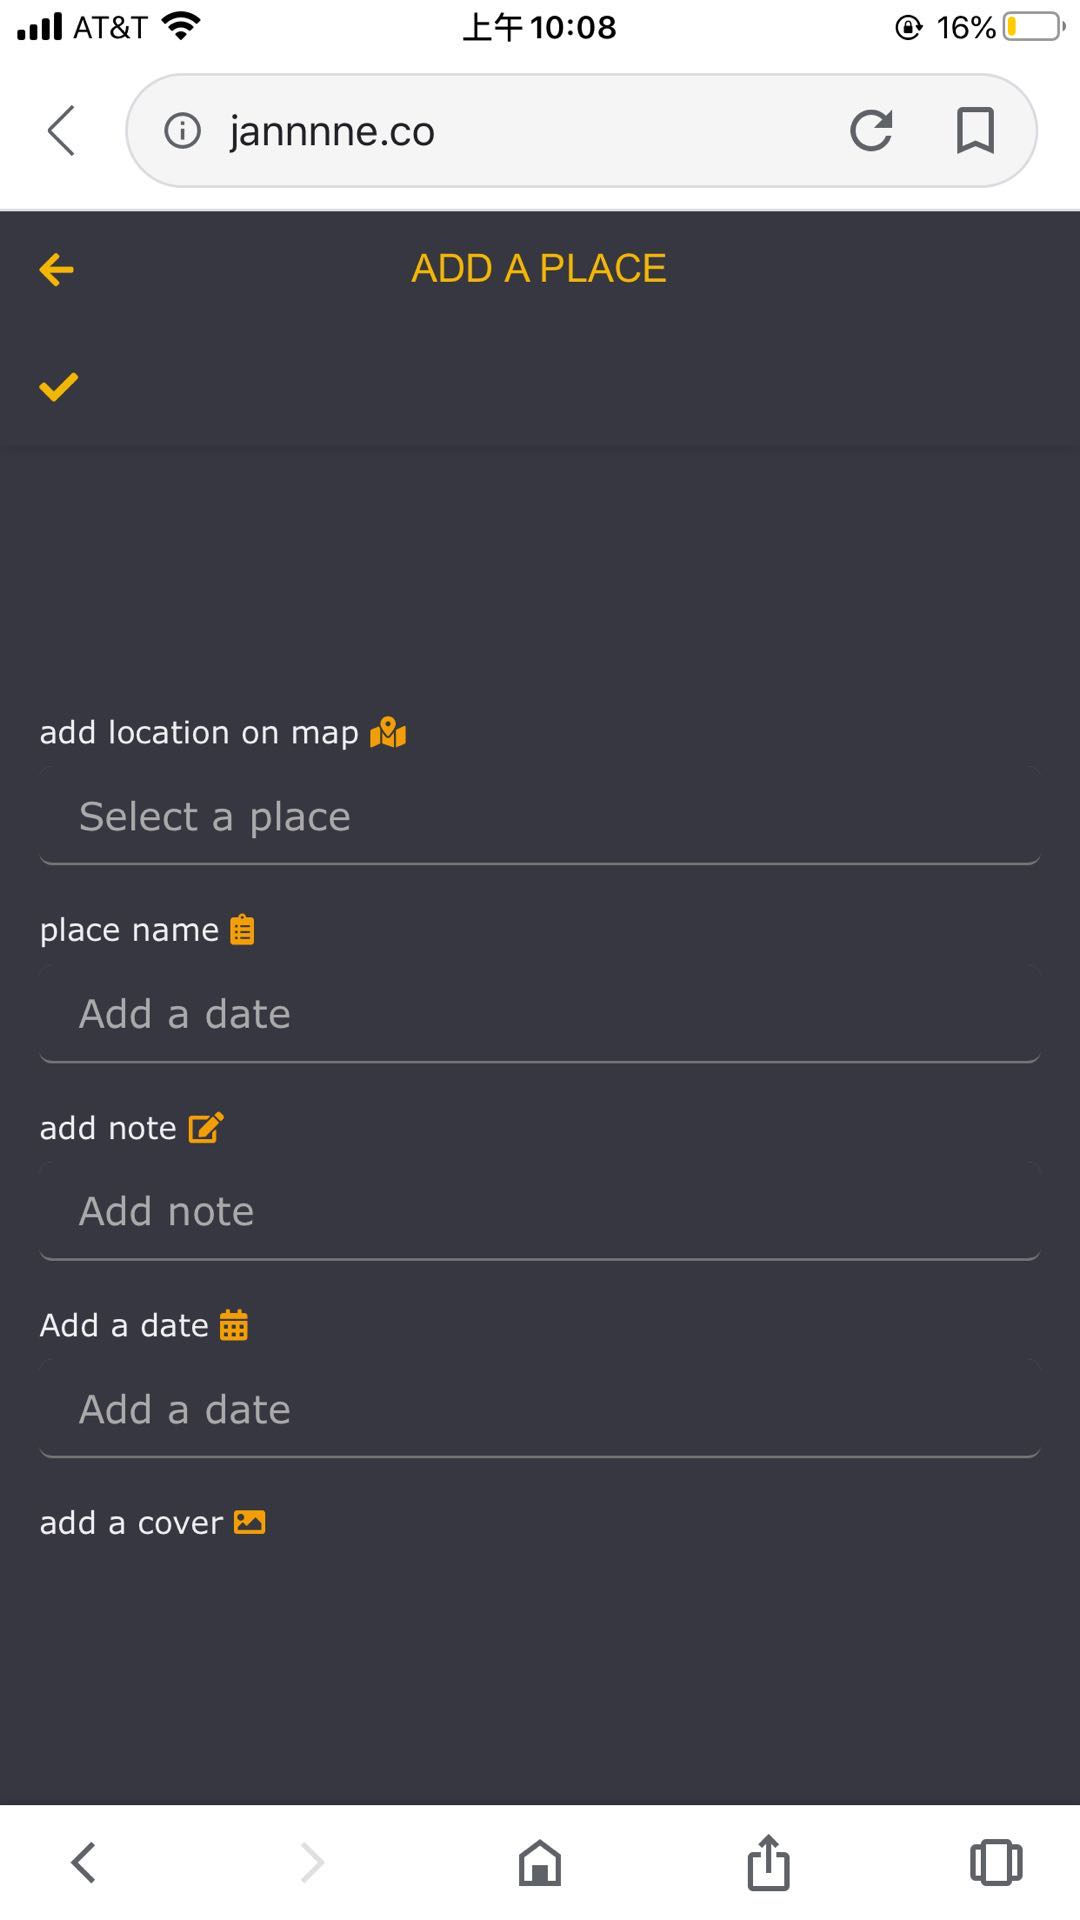 AT&T 上午10:08 16%
jannnne.co
ADD A PLACE
add location on map
Select a place
place name
Add a date
add note
Add note
Add a date
Add a date
add a cover